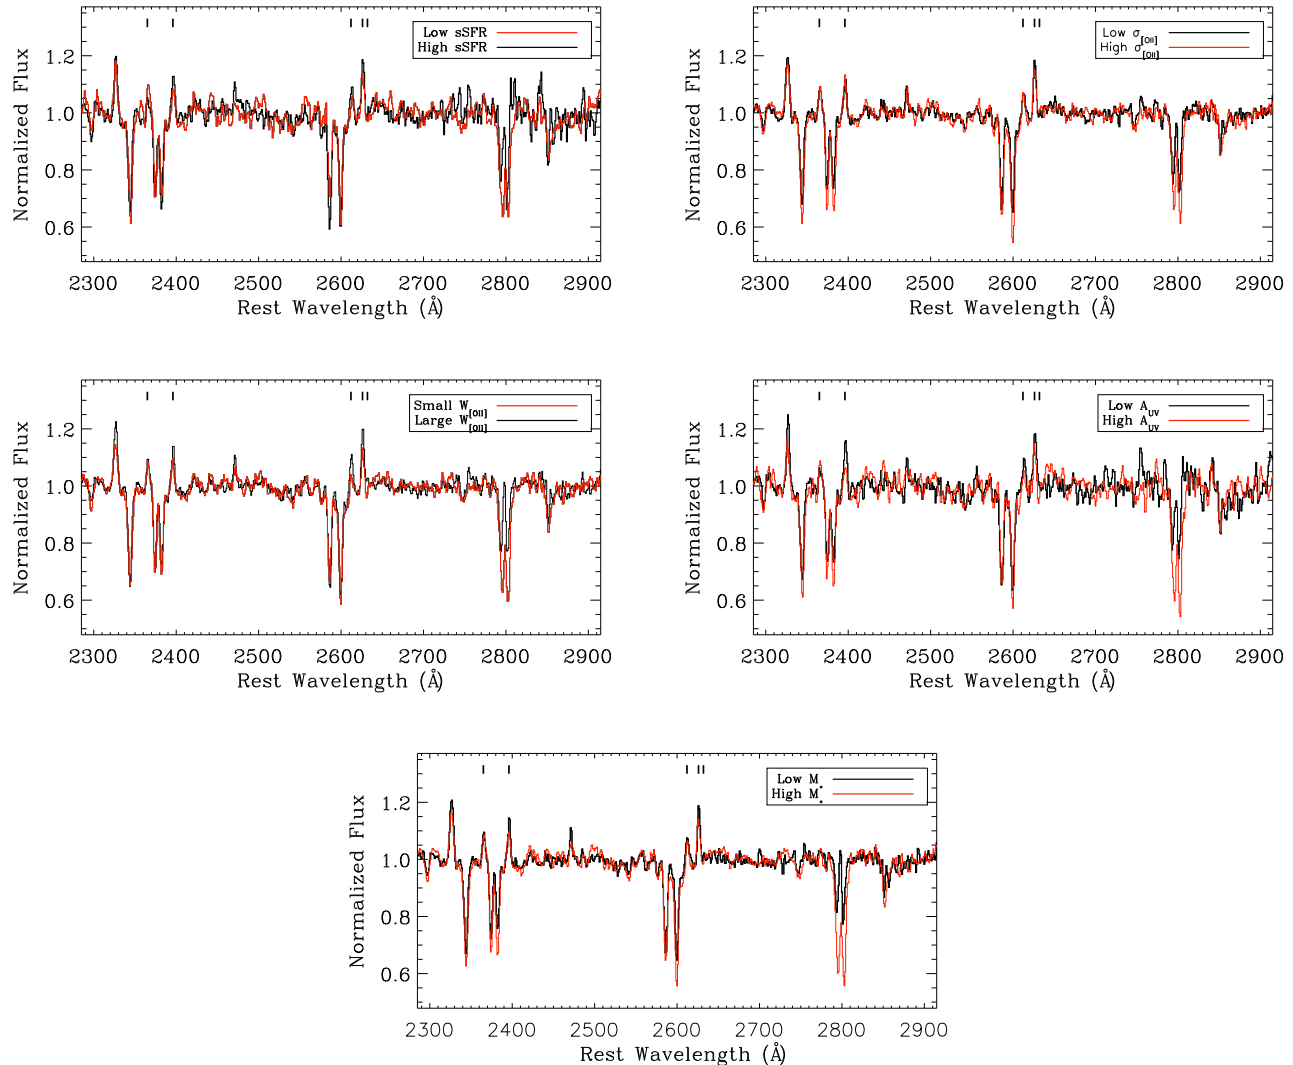 Low sSFR
High sSFR
1.2
1.0
0.8
0.6
Normalized Flux
2300 2400 2500 2600 2700 2800 2900
Rest Wavelength (Å)
Low σ[OII]
High σ[OII]
1.2
1.0
0.8
0.6
Normalized Flux
2300 2400 2500 2600 2700 2800 2900
Rest Wavelength (Å)
Small W[OII]
Large W[OII]
1.2
1.0
0.8
0.6
Normalized Flux
2300 2400 2500 2600 2700 2800 2900
Rest Wavelength (Å)
Low AUV
High AUV
1.2
1.0
0.8
0.6
Normalized Flux
2300 2400 2500 2600 2700 2800 2900
Rest Wavelength (Å)
Low M*
High M*
1.2
1.0
0.8
0.6
Normalized Flux
2300 2400 2500 2600 2700 2800 2900
Rest Wavelength (Å)